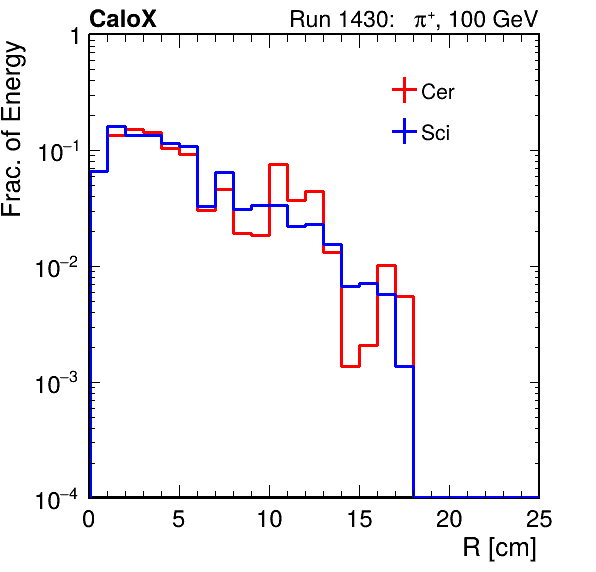 CaloX Run 1430: π⁺, 100 GeV
Frac. of Energy
1
10⁻¹
10⁻²
10⁻³
10⁻⁴
Cer
Sci
0 5 10 15 20 25
R [cm]